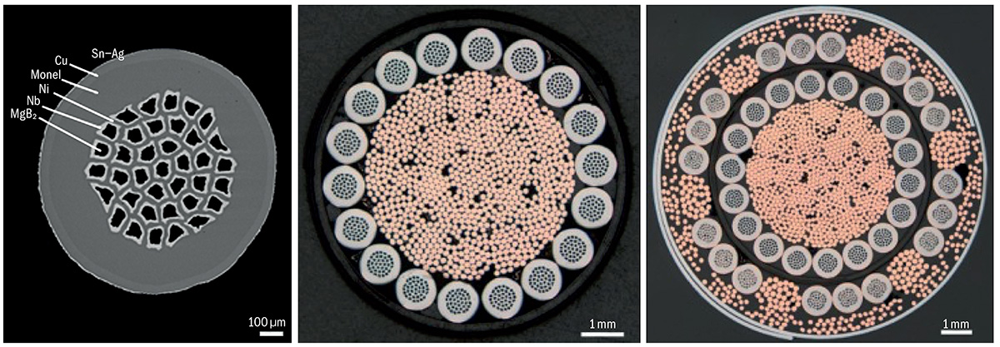 Sn–Ag
Cu
Monel
Ni
Nb
MgB₂
100 µm
1 mm
1 mm